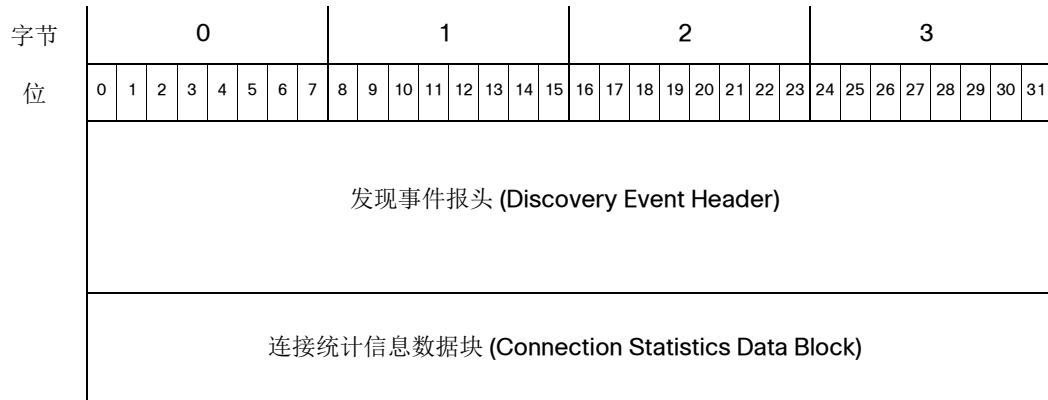 字节 0 1 2 3
位 0 1 2 3 4 5 6 7 8 9 10 11 12 13 14 15 16 17 18 19 20 21 22 23 24 25 26 27 28 29 30 31
发现事件报头 (Discovery Event Header)
连接统计信息数据块 (Connection Statistics Data Block)